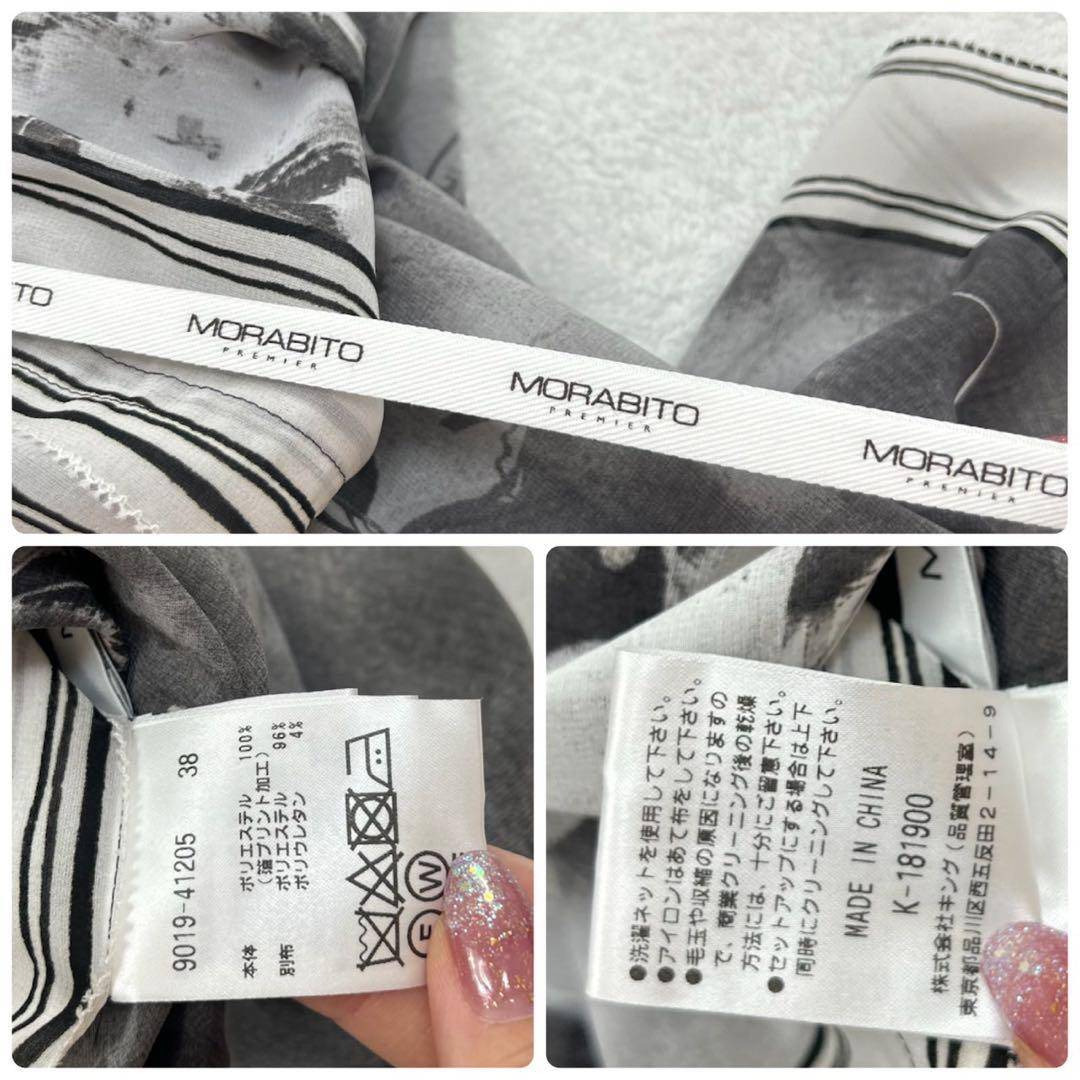 TO
MORABITO
PREMIER
MORABITO
PREMIER
MORABITO
PREMIER
9019-41205 38
本体 ポリエステル 100%
(箔プリント加工)
別布 ポリエステル 96%
ポリウレタン 4%
F
W
●洗濯ネットを使用して下さい。
●アイロンはあて布をして下さい。
●毛玉や収縮の原因になりますの
で、商業クリーニング後の乾燥
方法には、十分にご留意下さい。
●セットアップにする場合は上下
同時にクリーニングして下さい。
MADE IN CHINA
K-181900
株式会社キング(品質管理室)
東京都品川区西五反田2-14-9